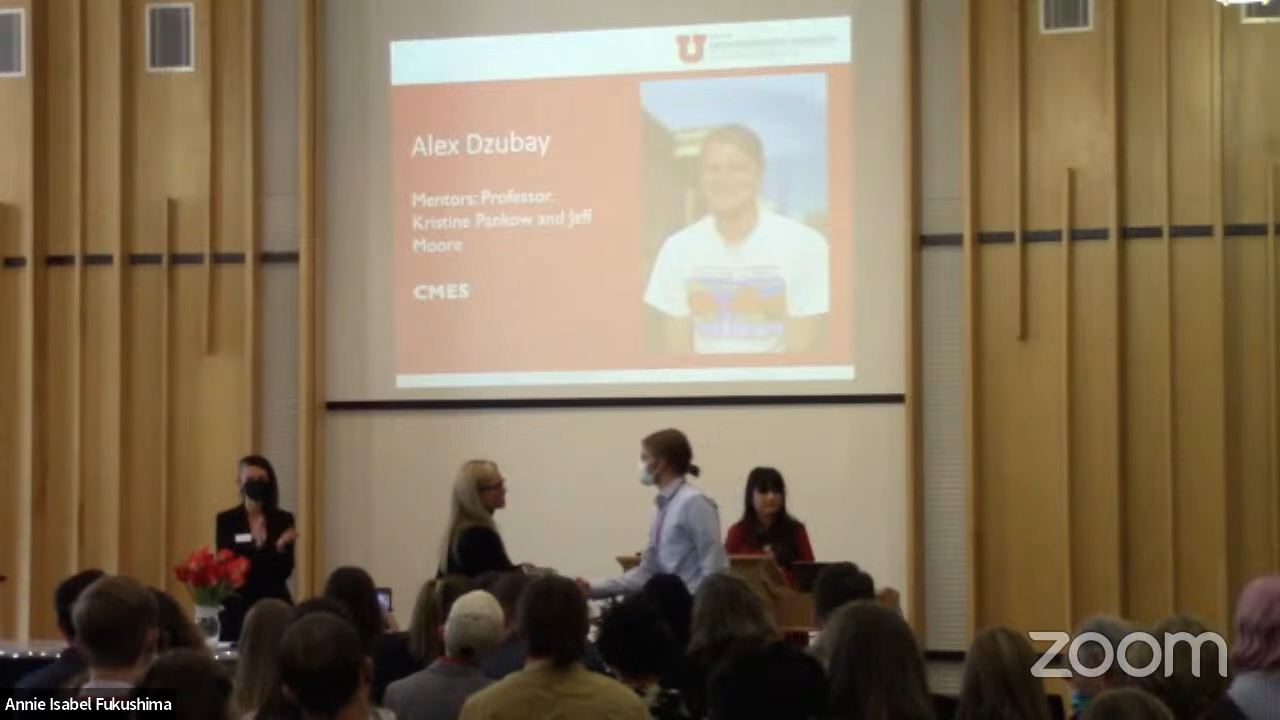 U
Alex Dzubay
Mentors: Professor
Kristine Pankow and Jeff
Moore
CMES
zoom
Annie Isabel Fukushima